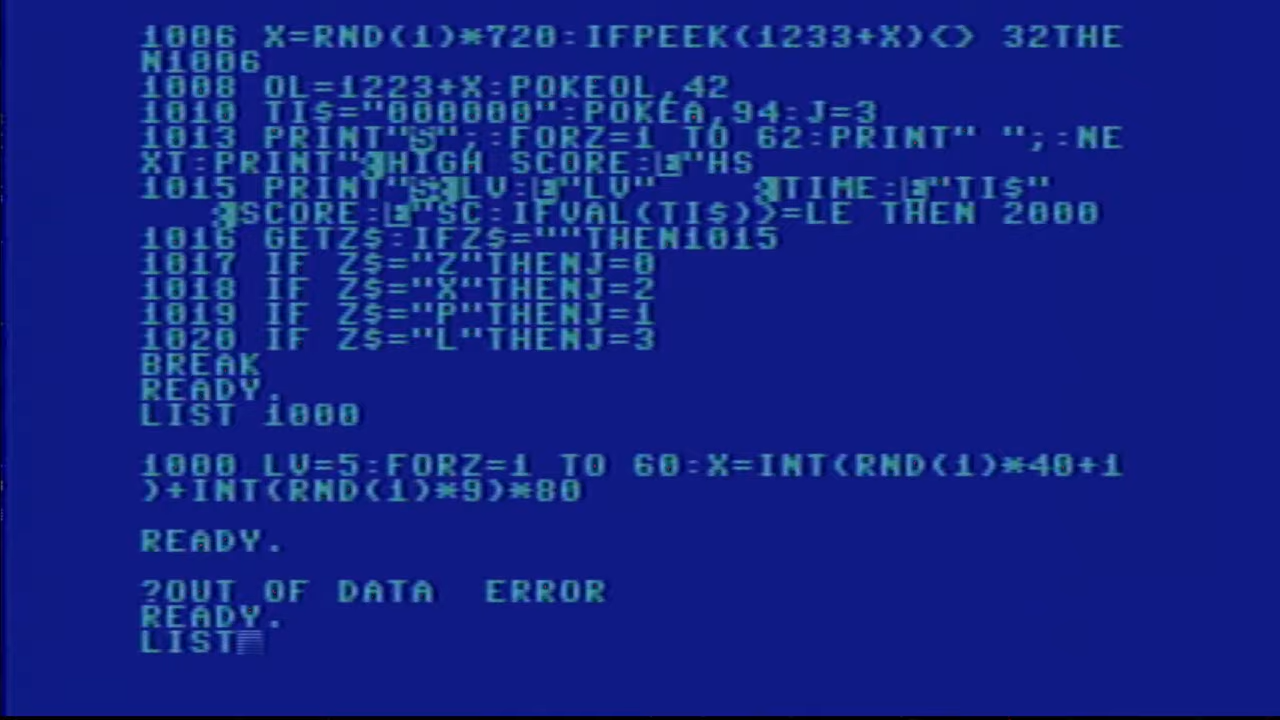 1006 X=RND(1)*720:IFPEEK(1233+X)<> 32THE
N1006
1008 OL=1223+X:POKEOL,42
1010 TI$="000000":POKEA,94:J=3
1013 PRINT"S";:FORZ=1 TO 62:PRINT" ";:NE
XT:PRINT" HIGH SCORE: "HS
1015 PRINT"S LV: "LV"     TIME: "TI$"
 SCORE: "SC:IFVAL(TI$)>=LE THEN 2000
1016 GETZ$:IFZ$=""THEN1015
1017 IF Z$="Z"THENJ=0
1018 IF Z$="X"THENJ=2
1019 IF Z$="P"THENJ=1
1020 IF Z$="L"THENJ=3
BREAK
READY.
LIST 1000
1000 LV=5:FORZ=1 TO 60:X=INT(RND(1)*40+1
)+INT(RND(1)*9)*80
READY.
?OUT OF DATA  ERROR
READY.
LIST